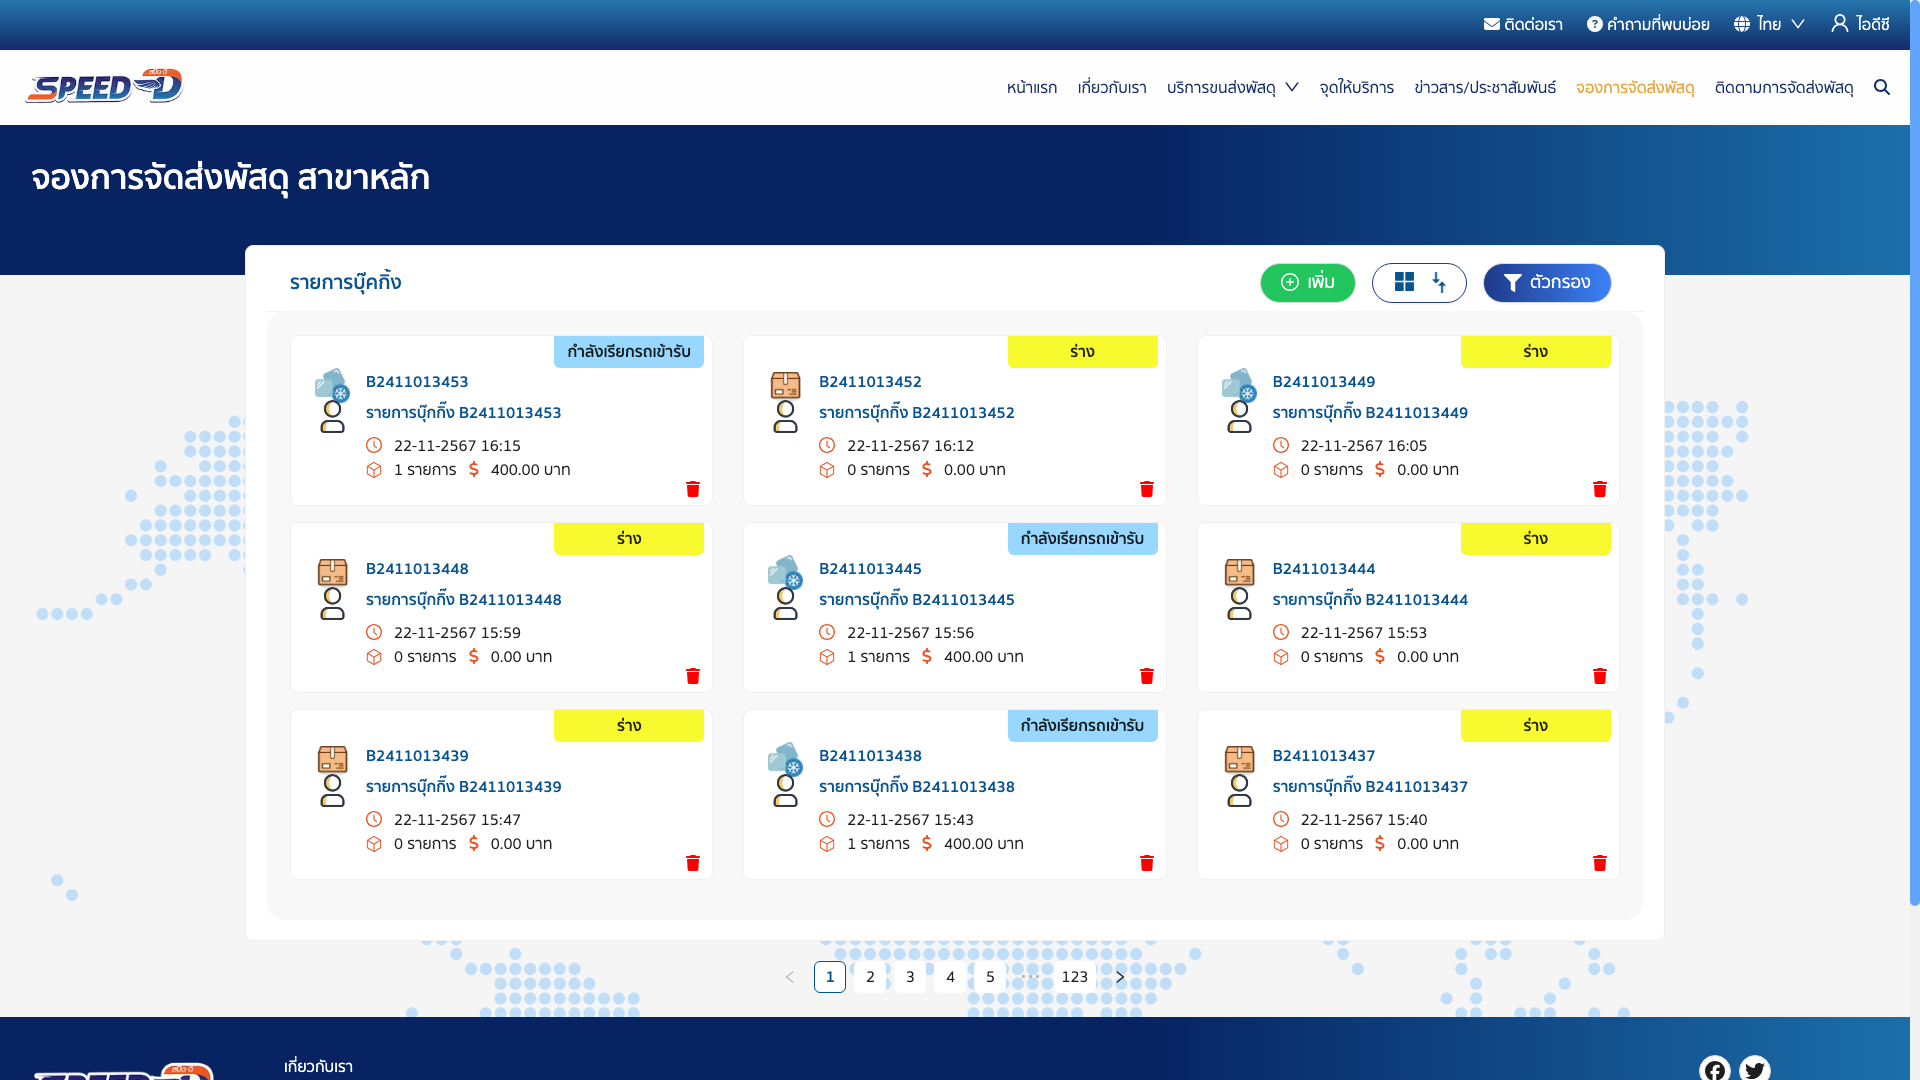 ติดต่อเรา คำถามที่พบบ่อย ไทย ไอดีซี
SPEED-D สปีด-ดี หน้าแรก เกี่ยวกับเรา บริการขนส่งพัสดุ จุดให้บริการ ข่าวสาร/ประชาสัมพันธ์ จองการจัดส่งพัสดุ ติดตามการจัดส่งพัสดุ
จองการจัดส่งพัสดุ สาขาหลัก
รายการบุ๊คกิ้ง เพิ่ม ตัวกรอง
กำลังเรียกรถเข้ารับ
B2411013453
รายการบุ๊กกิ๊ง B2411013453
22-11-2567 16:15
1 รายการ $ 400.00 บาท
ร่าง
B2411013452
รายการบุ๊กกิ๊ง B2411013452
22-11-2567 16:12
0 รายการ $ 0.00 บาท
ร่าง
B2411013449
รายการบุ๊กกิ๊ง B2411013449
22-11-2567 16:05
0 รายการ $ 0.00 บาท
ร่าง
B2411013448
รายการบุ๊กกิ๊ง B2411013448
22-11-2567 15:59
0 รายการ $ 0.00 บาท
กำลังเรียกรถเข้ารับ
B2411013445
รายการบุ๊กกิ๊ง B2411013445
22-11-2567 15:56
1 รายการ $ 400.00 บาท
ร่าง
B2411013444
รายการบุ๊กกิ๊ง B2411013444
22-11-2567 15:53
0 รายการ $ 0.00 บาท
ร่าง
B2411013439
รายการบุ๊กกิ๊ง B2411013439
22-11-2567 15:47
0 รายการ $ 0.00 บาท
กำลังเรียกรถเข้ารับ
B2411013438
รายการบุ๊กกิ๊ง B2411013438
22-11-2567 15:43
1 รายการ $ 400.00 บาท
ร่าง
B2411013437
รายการบุ๊กกิ๊ง B2411013437
22-11-2567 15:40
0 รายการ $ 0.00 บาท
1 2 3 4 5 ••• 123
เกี่ยวกับเรา